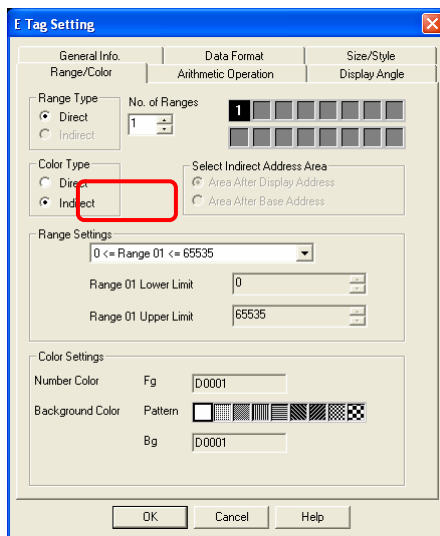 E Tag Setting
General Info. Data Format Size/Style
Range/Color Arithmetic Operation Display Angle
Range Type No. of Ranges
Direct
Indirect
1
1
Color Type
Direct
Indirect
Select Indirect Address Area
Area After Display Address
Area After Base Address
Range Settings
0 <= Range 01 <= 65535
Range 01 Lower Limit 0
Range 01 Upper Limit 65535
Color Settings
Number Color Fg D0001
Background Color Pattern
Bg D0001
OK Cancel Help